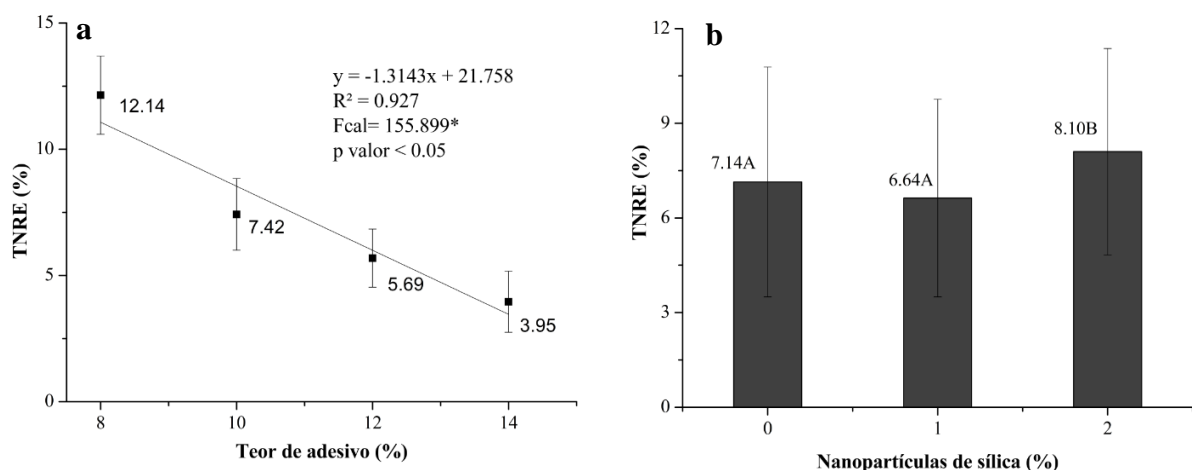 a
15
10
5
0
TNRE (%)
12.14
7.42
5.69
3.95
y = -1.3143x + 21.758
R² = 0.927
Fcal= 155.899*
p valor < 0.05
8
10
12
14
Teor de adesivo (%)
b
12
9
6
3
0
TNRE (%)
7.14A
6.64A
8.10B
0
1
2
Nanopartículas de sílica (%)